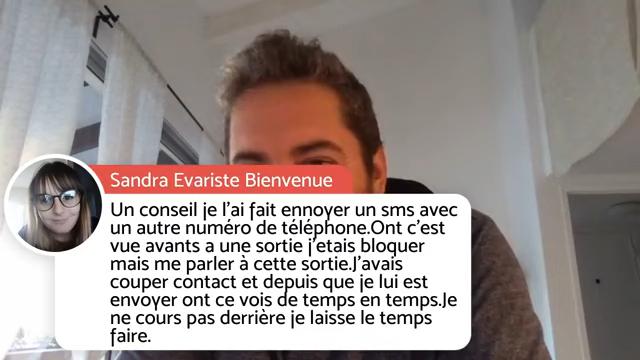 Sandra Evariste Bienvenue
Un conseil je l'ai fait ennoyer un sms avec
un autre numéro de téléphone.Ont c'est
vue avants a une sortie j'etais bloquer
mais me parler à cette sortie.J'avais
couper contact et depuis que je lui est
envoyer ont ce vois de temps en temps.Je
ne cours pas derrière je laisse le temps
faire.